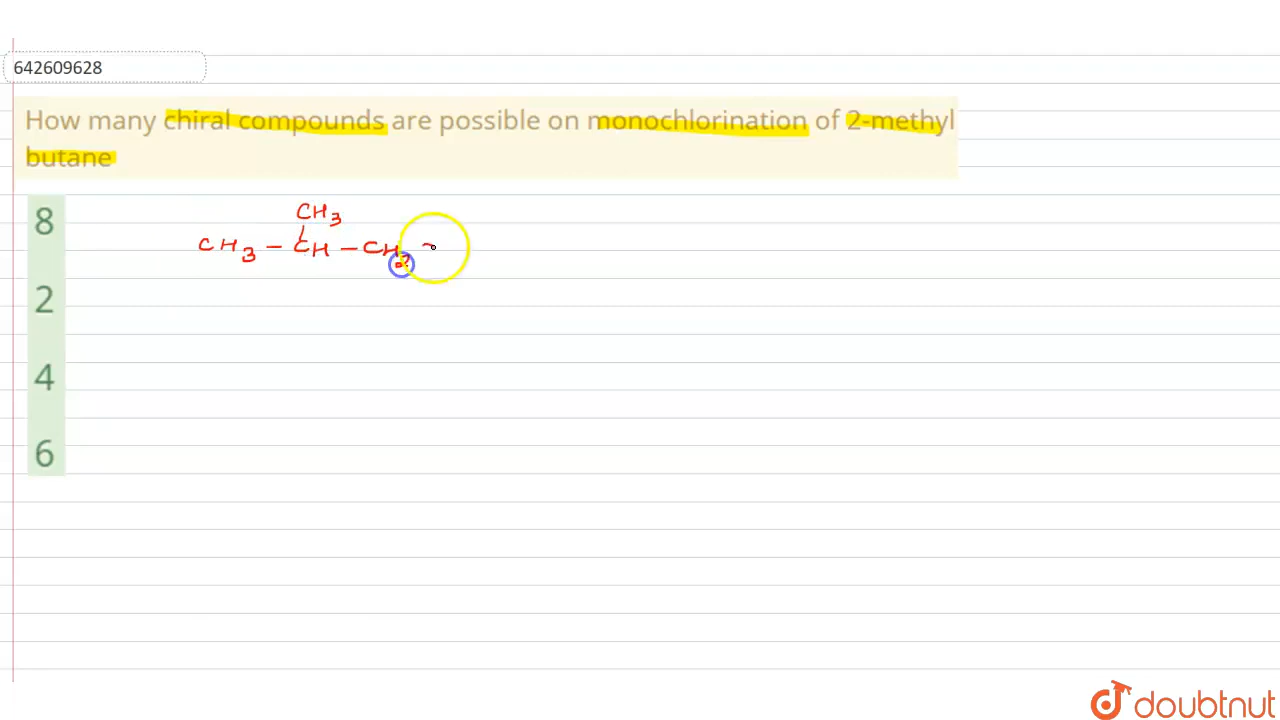 642609628
How many chiral compounds are possible on monochlorination of 2-methyl
butane
8
CH3
CH3 - CH - CH2 -
2
4
6
doubtnut